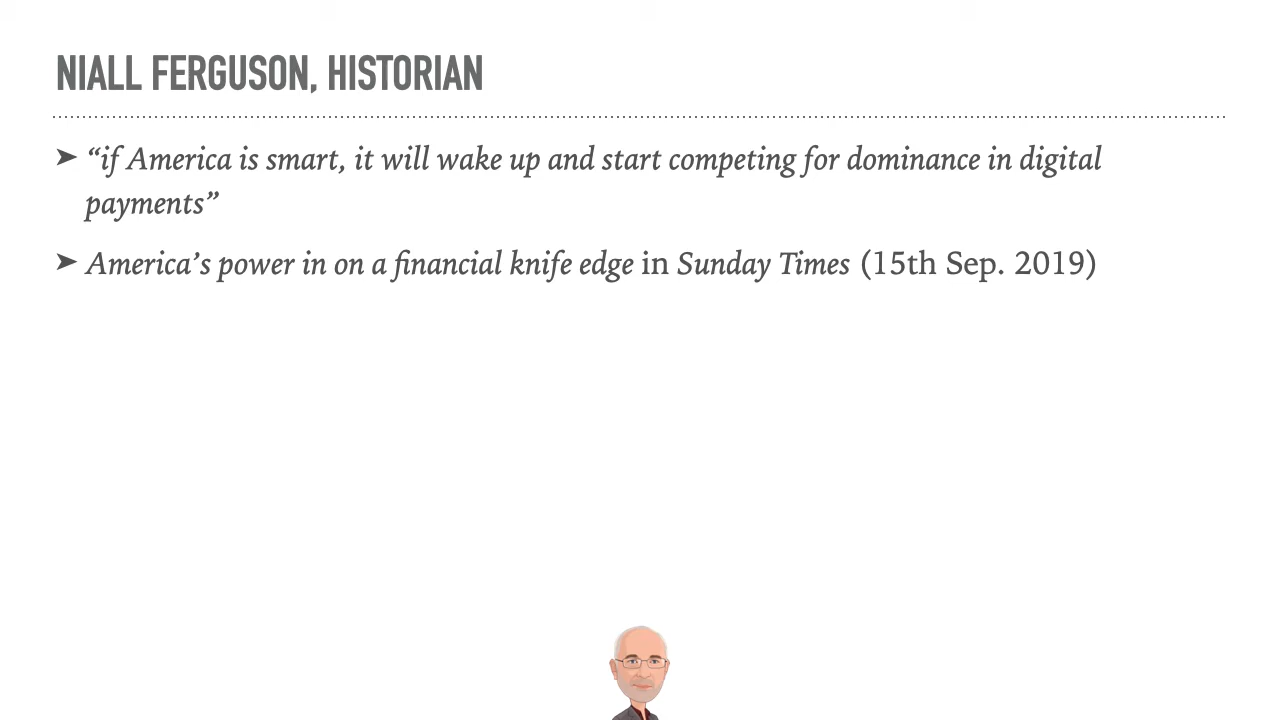 NIALL FERGUSON, HISTORIAN
➤ “if America is smart, it will wake up and start competing for dominance in digital
payments”
➤ America’s power in on a financial knife edge in Sunday Times (15th Sep. 2019)